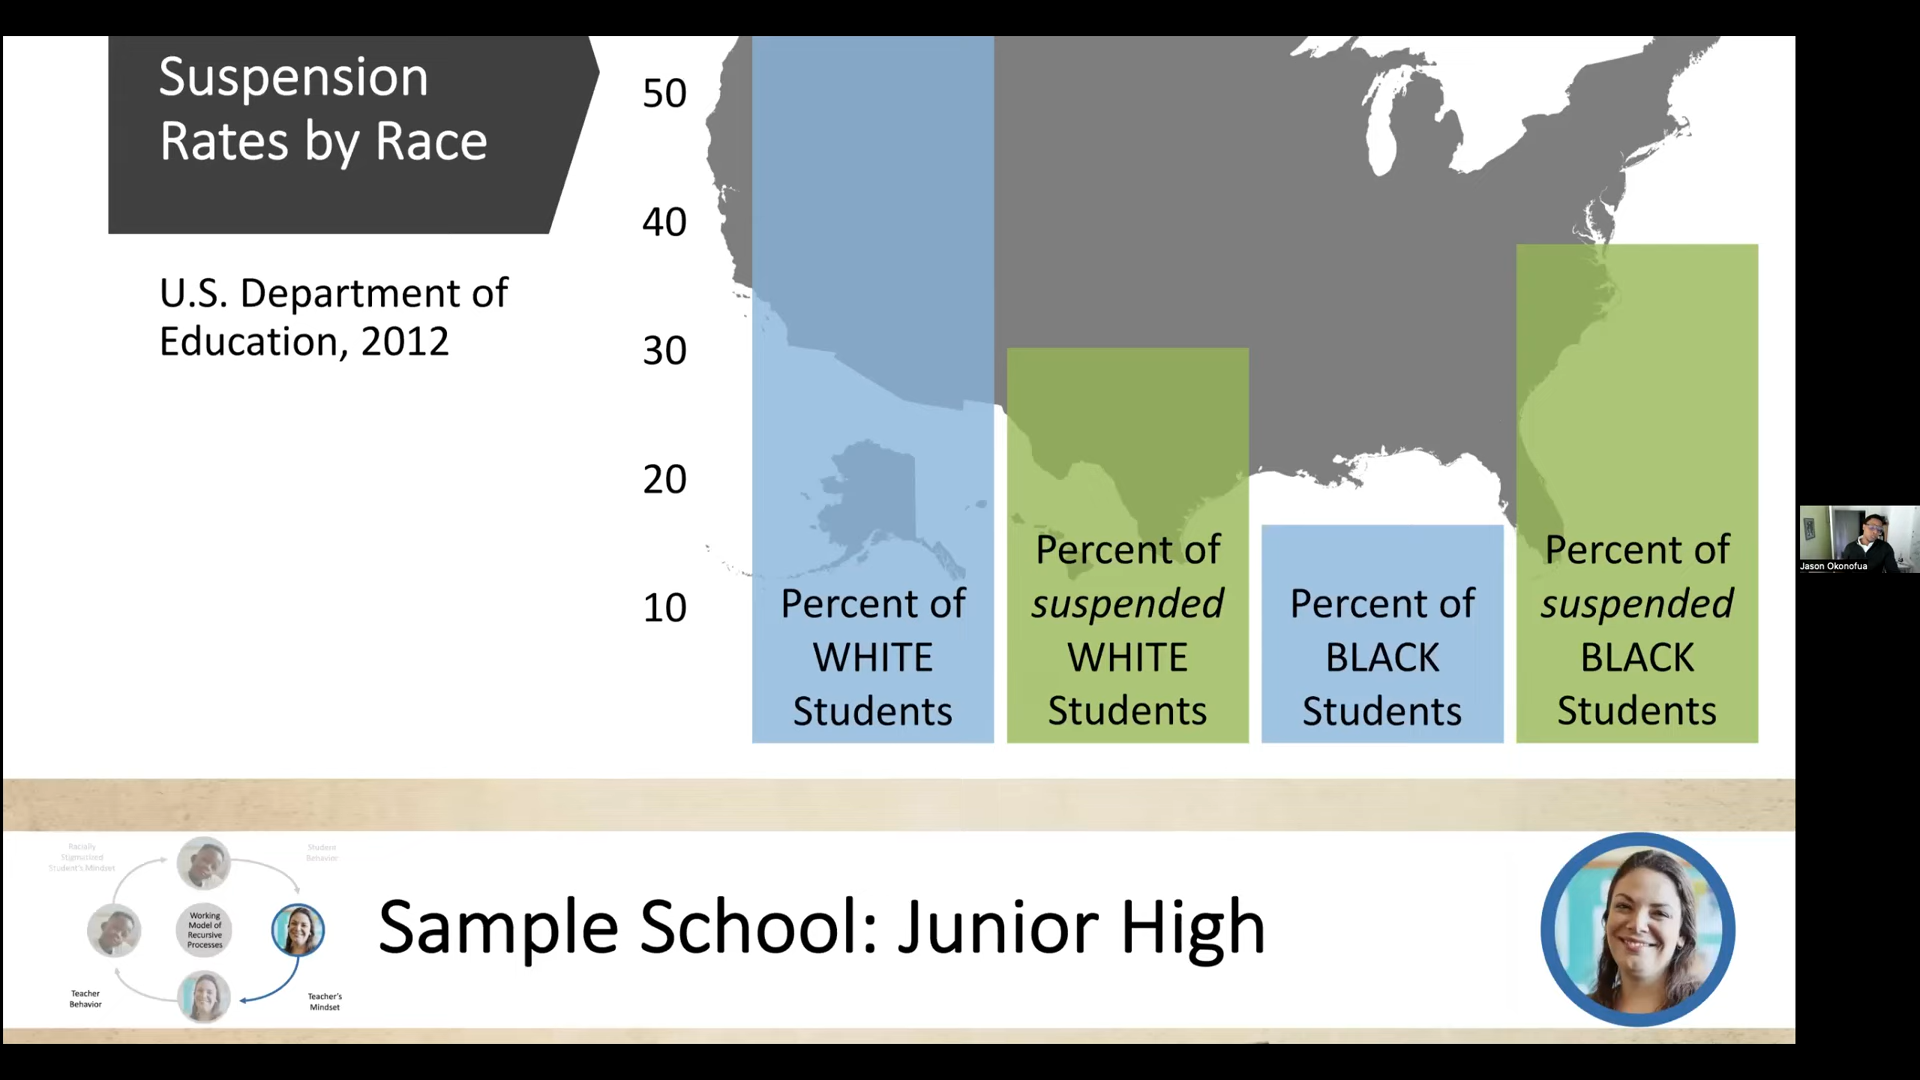 Suspension
Rates by Race
U.S. Department of
Education, 2012
50
40
30
20
10
Percent of
WHITE
Students
Percent of
suspended
WHITE
Students
Percent of
BLACK
Students
Percent of
suspended
BLACK
Students
Jason Okonofua
Racially
Stigmatized
Student's Mindset
Student
Behavior
Working
Model of
Recursive
Processes
Teacher
Behavior
Teacher's
Mindset
Sample School: Junior High